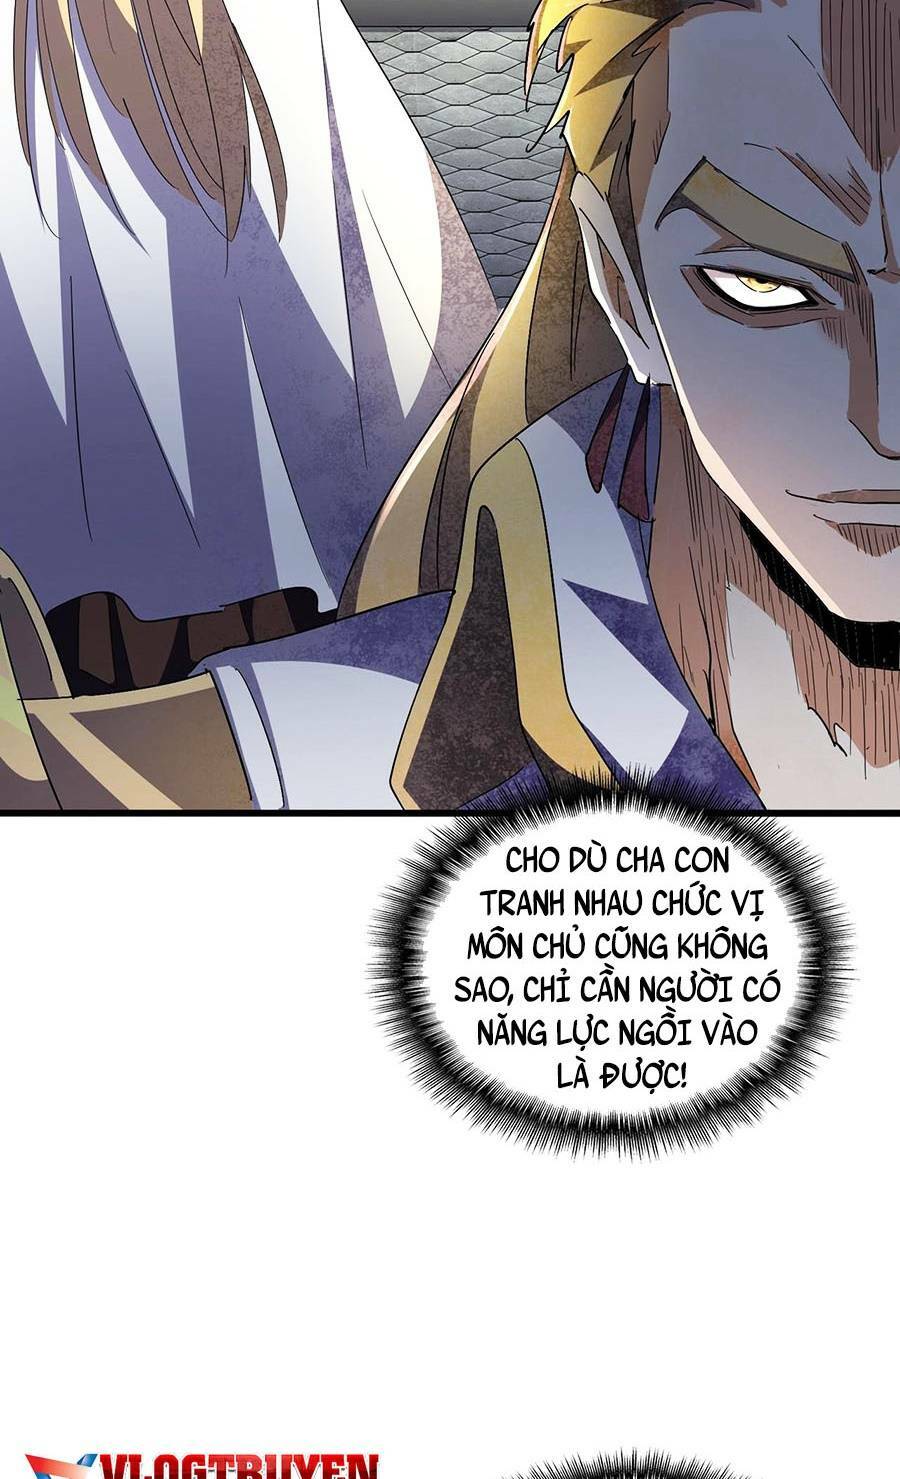 CHO DÙ CHA CON
TRANH NHAU CHỨC VỊ
MÔN CHỦ CŨNG KHÔNG
SAO, CHỈ CẦN NGƯỜI CÓ
NĂNG LỰC NGỒI VÀO
LÀ ĐƯỢC!
VLOGTRUYEN